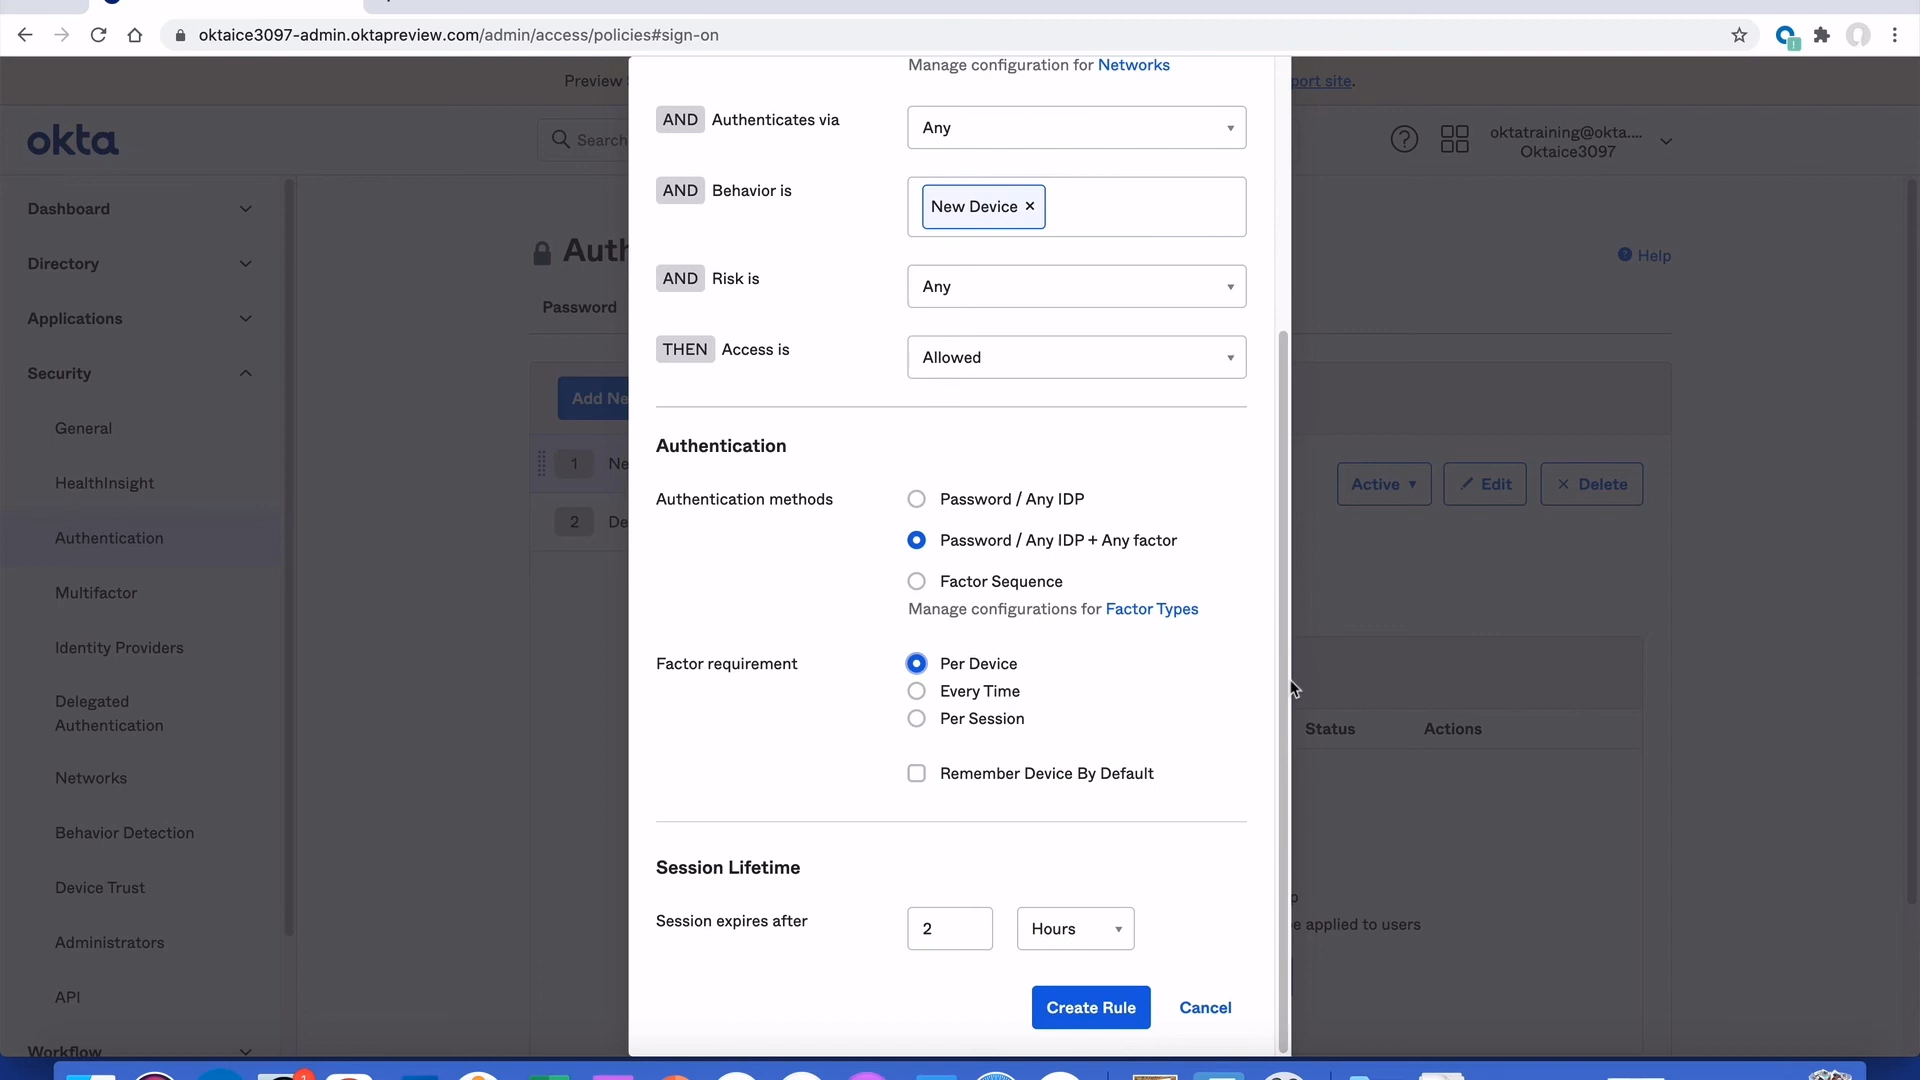 oktaice3097-admin.oktapreview.com/admin/access/policies#sign-on
Preview
port site.
Manage configuration for Networks
okta
Search
oktatraining@okta....
Oktaice3097
AND Authenticates via
Any
AND Behavior is
New Device ×
AND Risk is
Any
THEN Access is
Allowed
Dashboard
Directory
Applications
Security
General
HealthInsight
Authentication
Multifactor
Identity Providers
Delegated
Authentication
Networks
Behavior Detection
Device Trust
Administrators
API
Workflow
Auth
Help
Password
Add Ne
1 Ne
2 De
Active
Edit
Delete
Authentication
Authentication methods
Password / Any IDP
Password / Any IDP + Any factor
Factor Sequence
Manage configurations for Factor Types
Factor requirement
Per Device
Every Time
Per Session
Remember Device By Default
Status
Actions
Session Lifetime
Session expires after
2
Hours
e applied to users
Create Rule
Cancel
1